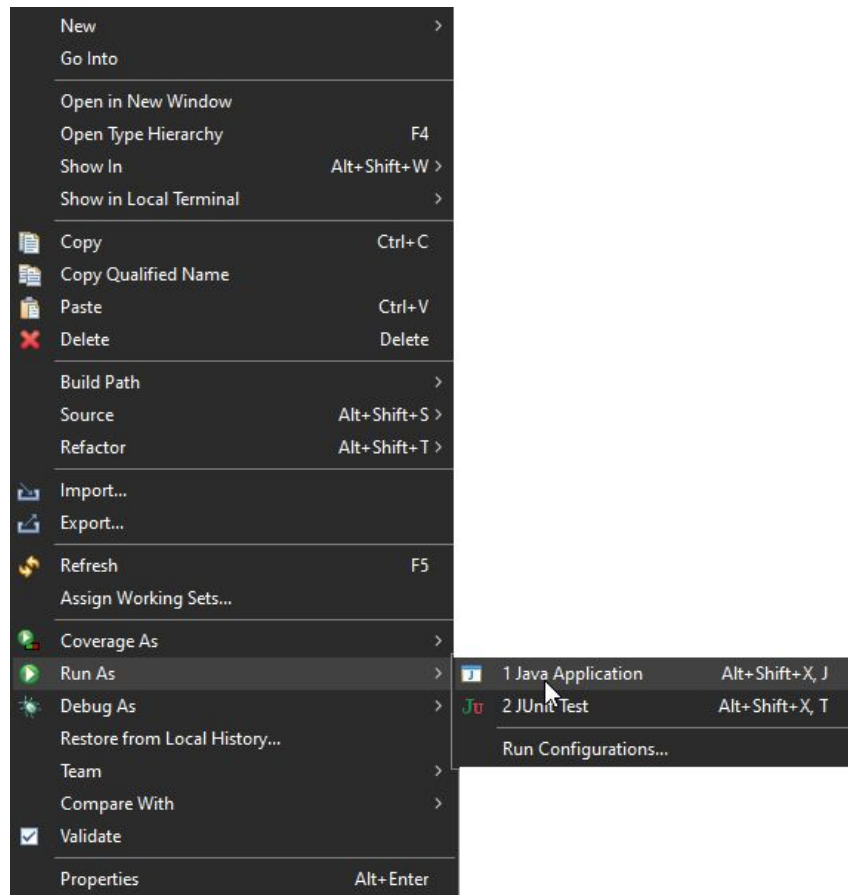 New >
Go Into
Open in New Window
Open Type Hierarchy F4
Show In Alt+Shift+W >
Show in Local Terminal >
Copy Ctrl+C
Copy Qualified Name
Paste Ctrl+V
Delete Delete
Build Path >
Source Alt+Shift+S >
Refactor Alt+Shift+T >
Import...
Export...
Refresh F5
Assign Working Sets...
Coverage As >
Run As >
1 Java Application Alt+Shift+X, J
Debug As >
2 JUnit Test Alt+Shift+X, T
Restore from Local History...
Run Configurations...
Team >
Compare With >
Validate
Properties Alt+Enter